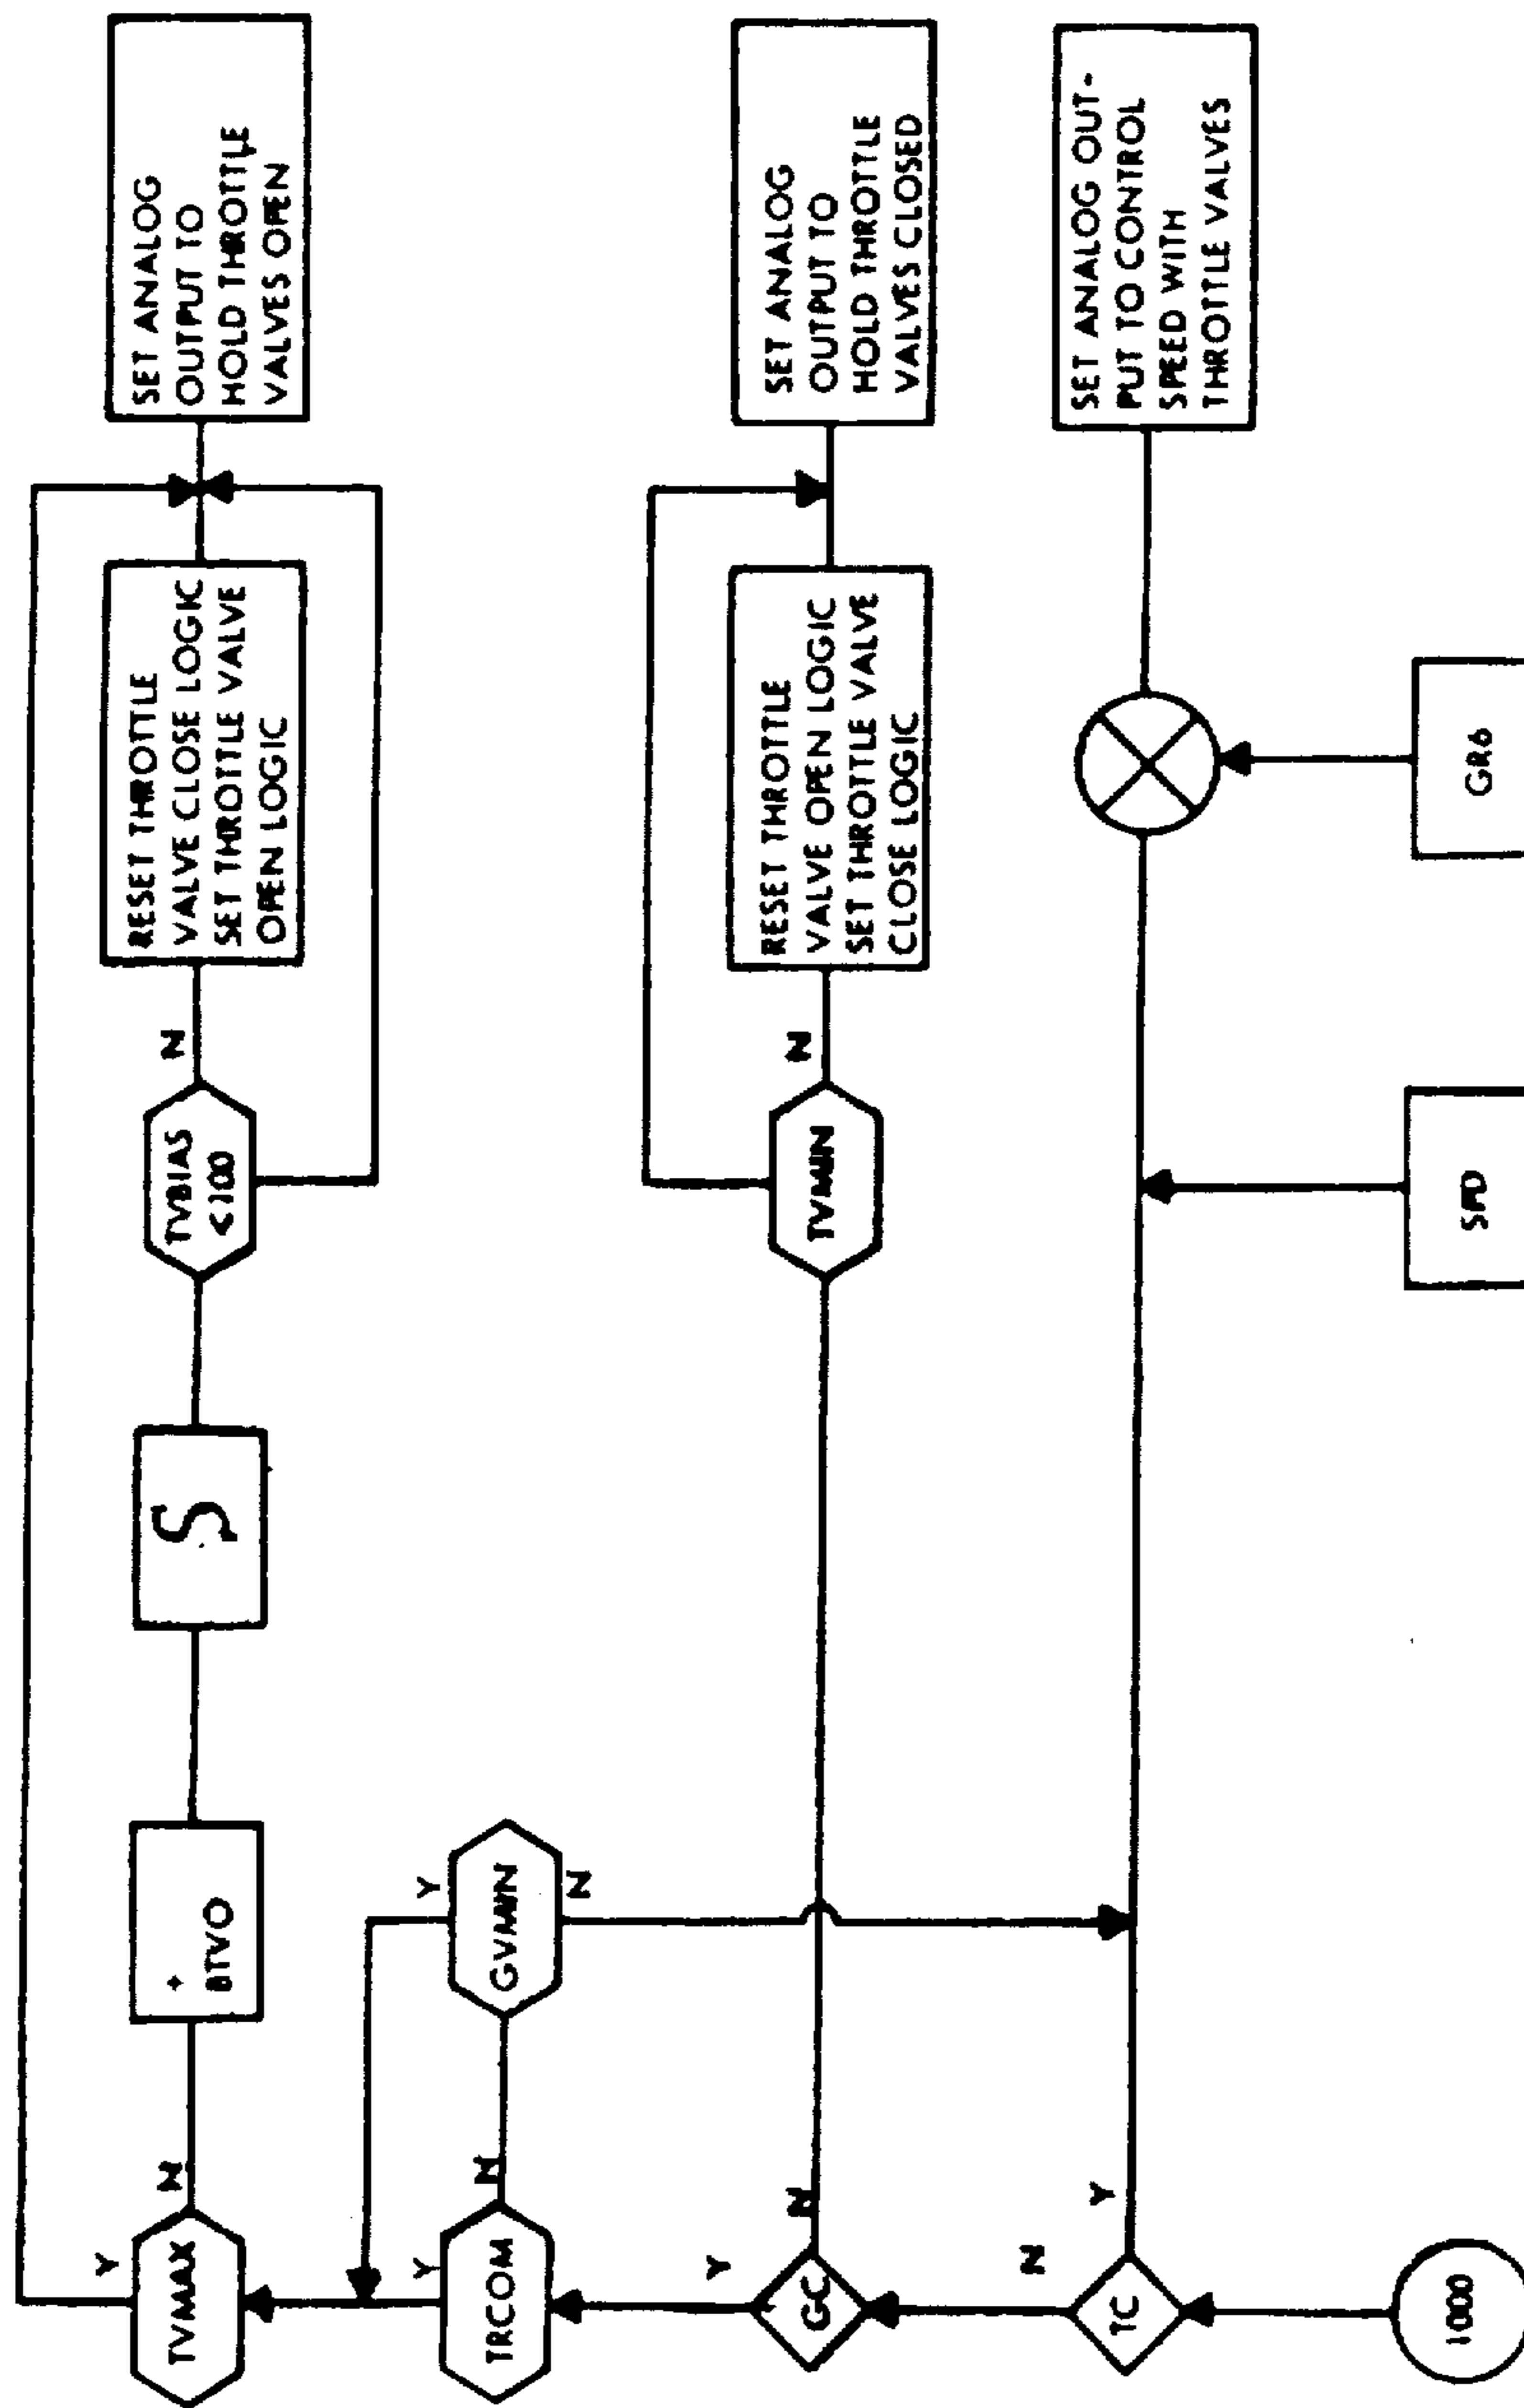 SET ANALOG
OUTPUT TO
HOLD THROTTLE
VALVES OPEN
RESET THROTTLE
VALVE CLOSE LOGIC
SET THROTTLE VALVE
OPEN LOGIC
N
TVBIAS
<100
S
+
BTVO
N
Y
TVMAX
Y
GVMIN
N
N
Y
TRCOM
SET ANALOG
OUTPUT TO
HOLD THROTTLE
VALVES CLOSED
RESET THROTTLE
VALVE OPEN LOGIC
SET THROTTLE VALVE
CLOSE LOGIC
N
TVMIN
N
Y
GC
SET ANALOG OUT-
PUT TO CONTROL
SPEED WITH
THROTTLE VALVES
GR6
SPD
Y
N
TC
1000